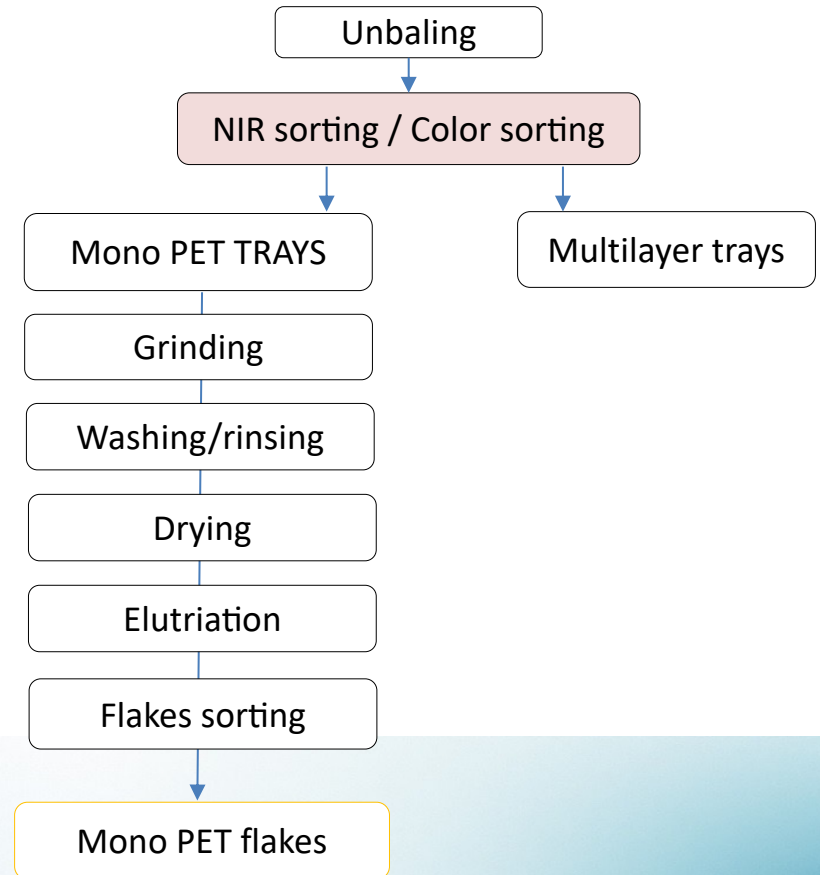 Unbaling
NIR sorting / Color sorting
Mono PET TRAYS
Multilayer trays
Grinding
Washing/rinsing
Drying
Elutriation
Flakes sorting
Mono PET flakes